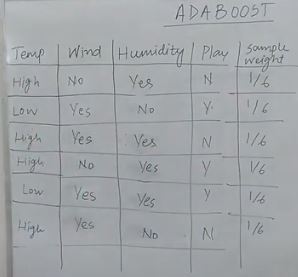 ADABOOST
Temp Wind Humidity Play Sample weight
High No Yes N 1/6
Low Yes No Y 1/6
High Yes Yes N 1/6
High No Yes Y 1/6
Low Yes Yes Y 1/6
High Yes No N 1/6